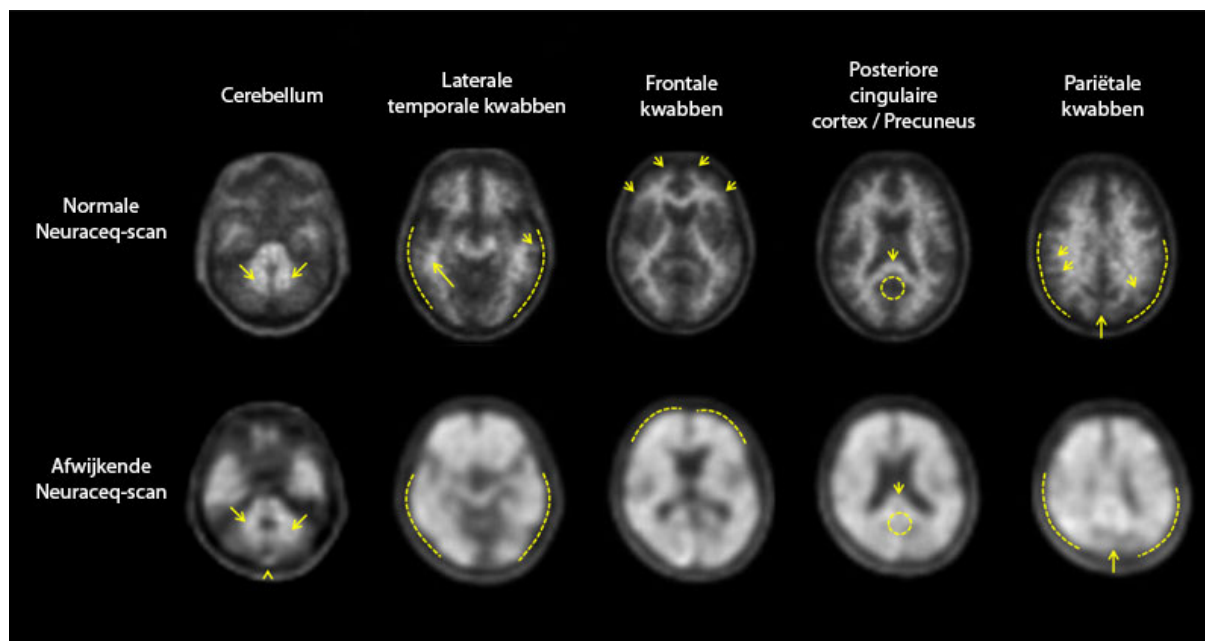 Cerebellum
Laterale
temporale kwabben
Frontale
kwabben
Posteriore
cingulaire
cortex / Precuneus
Pariëtale
kwabben
Normale
Neuraceq-scan
Afwijkende
Neuraceq-scan